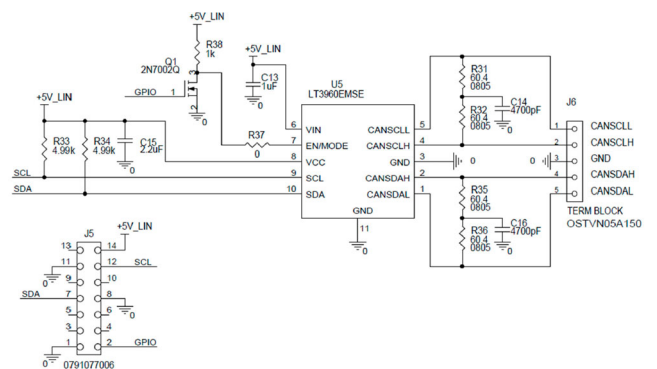 +5V_LIN
R38
1k
Q1
2N7002Q
3
GPIO 1
2
0
+5V_LIN
C13
1uF
0
U5
LT3960EMSE
+5V_LIN
R33
4.99k
R34
4.99k
C15
2.2uF
0
R37
0
SCL
SDA
6 VIN
7 EN/MODE
8 VCC
9 SCL
10 SDA
CANSCLL 5
CANSCLH 4
GND 3
CANSDAH 2
CANSDAL 1
GND
11
0
0
R31
60.4
0805
R32
60.4
0805
C14
4700pF
0
R35
60.4
0805
R36
60.4
0805
C16
4700pF
0
J6
1 CANSCLL
2 CANSCLH
0 3 GND
4 CANSDAH
5 CANSDAL
TERM BLOCK
OSTVN05A150
J5
+5V_LIN
13 14
11 12 SCL
0
9 10
SDA 7 8
0
5 6
3 4
1 2 GPIO
0
0791077006